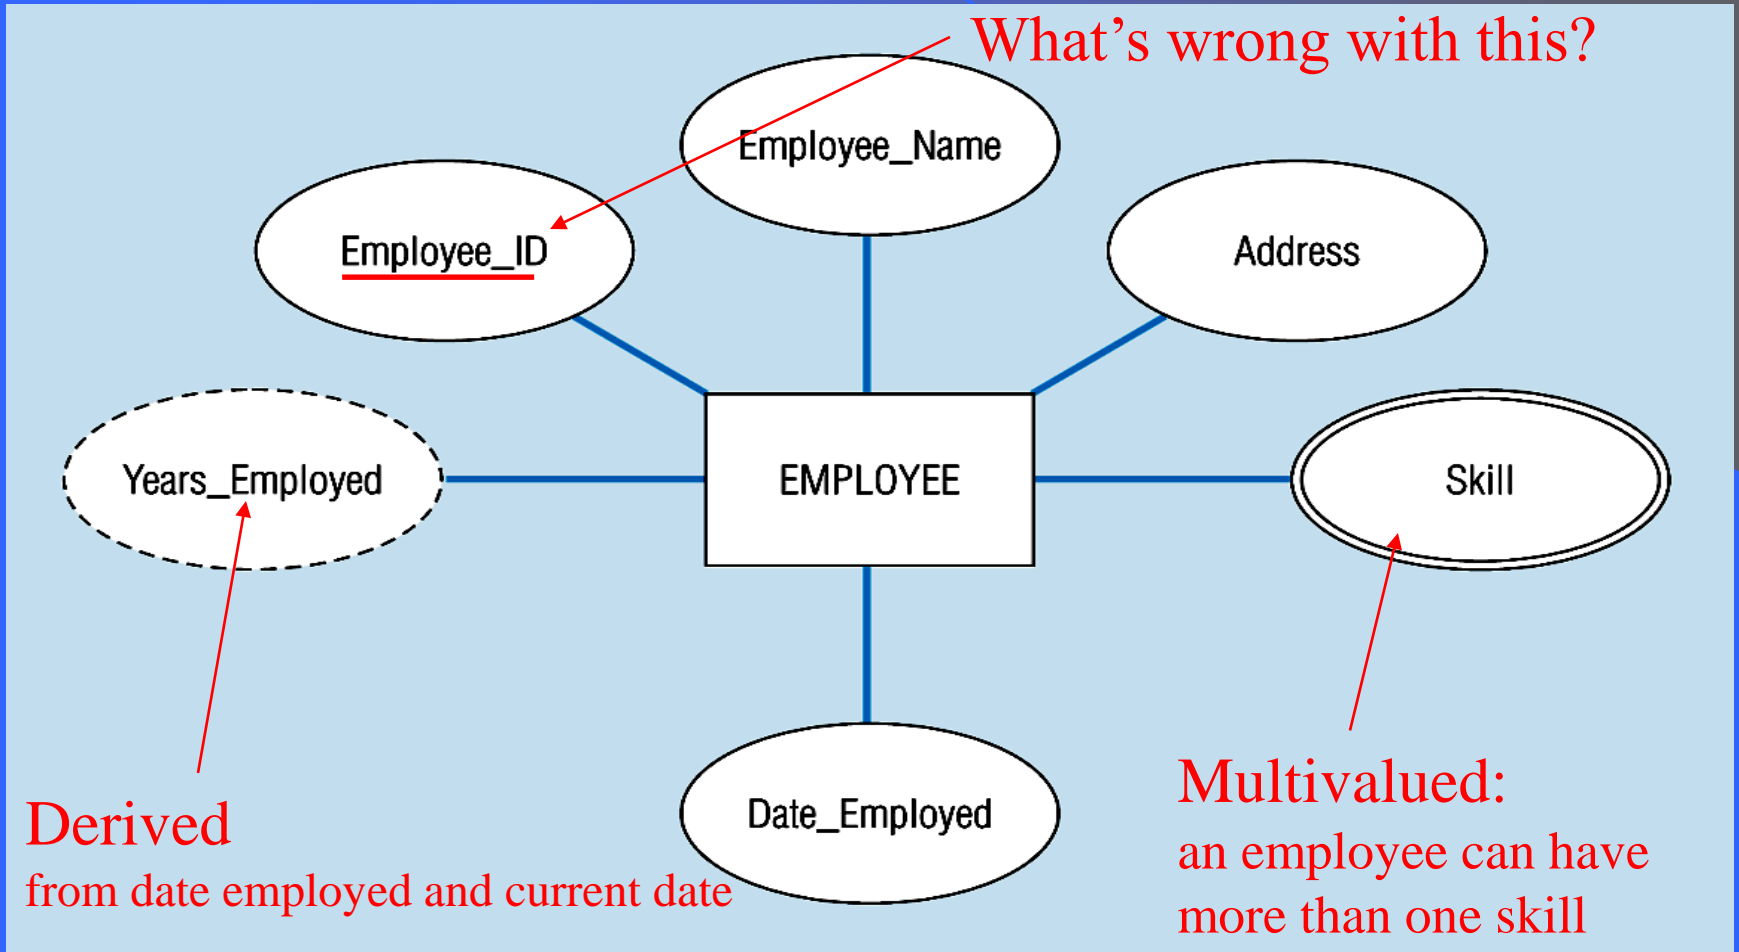 What's wrong with this?
Employee_Name
Employee_ID
Address
Years_Employed
EMPLOYEE
Skill
Date_Employed
Derived
from date employed and current date
Multivalued:
an employee can have
more than one skill